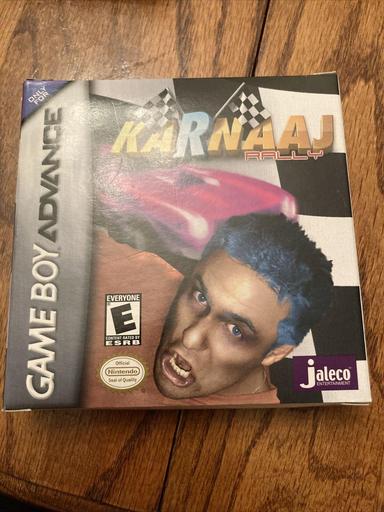 ONLY
FOR
GAME BOY ADVANCE
KARNAAJ
RALLY
EVERYONE
E
CONTENT RATED BY
ESRB
Official
Nintendo
Seal of Quality
jaleco
ENTERTAINMENT